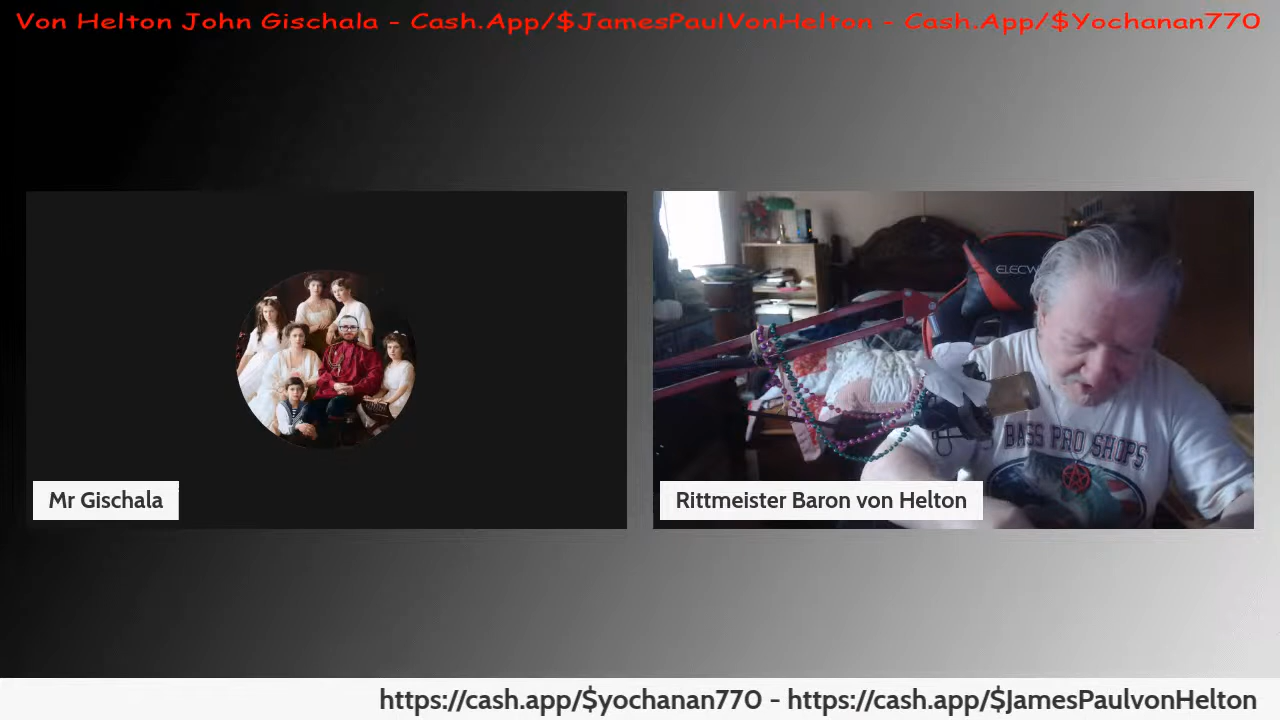 Von Helton John Gischala - Cash.App/$JamesPaulVonHelton - Cash.App/$Yochanan770
ELECW
BASS PRO SHOPS
Mr Gischala
Rittmeister Baron von Helton
https://cash.app/$yochanan770 - https://cash.app/$JamesPaulvonHelton